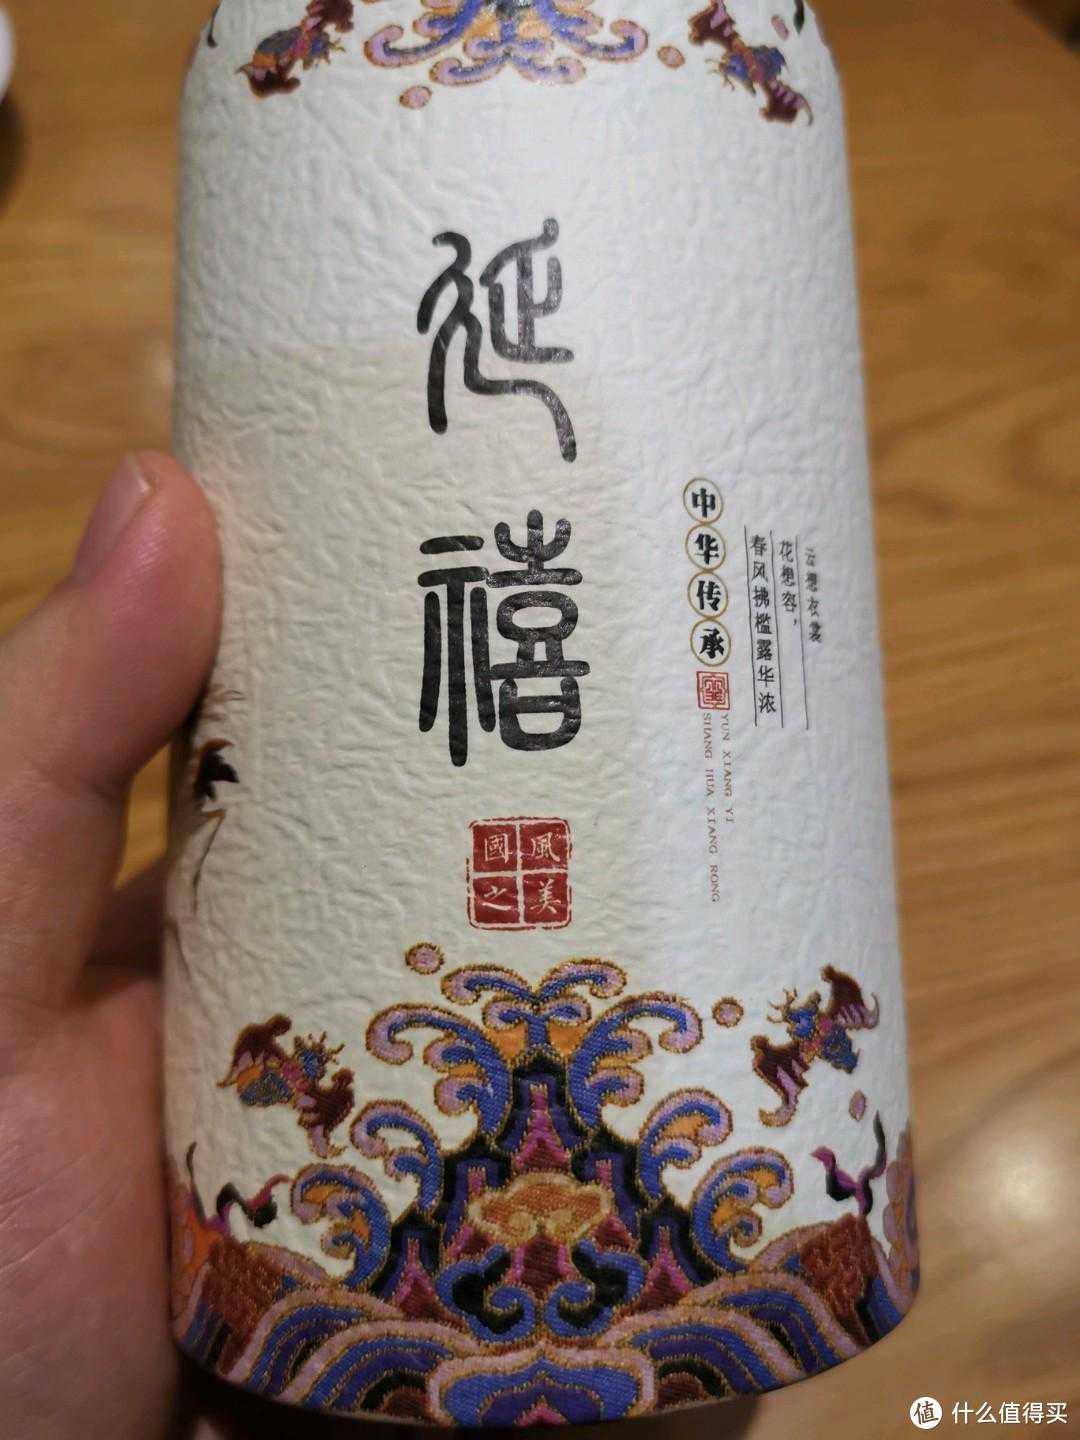 延禧
國風之美
中华传承
云想衣裳
花想容，
春风拂槛露华浓
YUN XIANG YI
SHANG HUA XIANG RONG
值 什么值得买